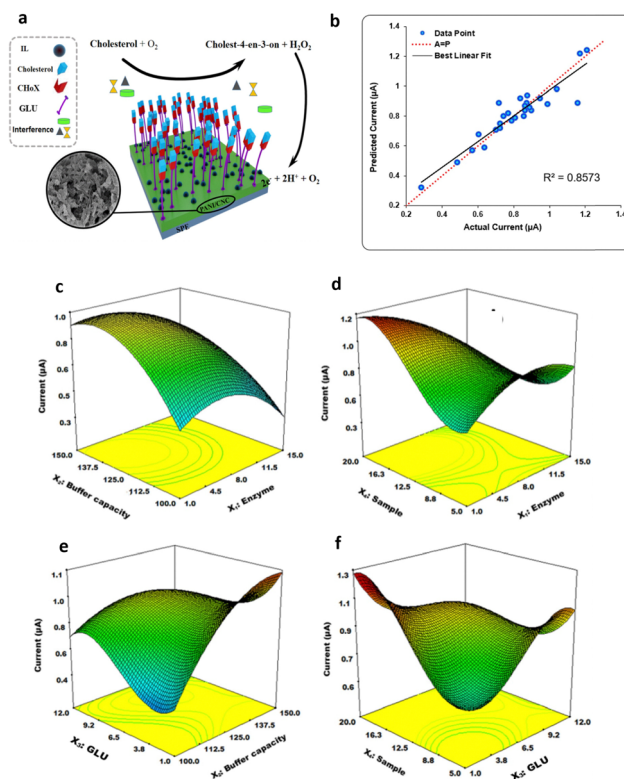 a
IL
Cholesterol
CHoX
GLU
Interference
Cholesterol + O₂
Cholest-4-en-3-on + H₂O₂
2e⁻ + 2H⁺ + O₂
PANI/CNC
SPE
b
Data Point
A=P
Best Linear Fit
Predicted Current (µA)
1.4
1.2
1.0
0.8
0.6
0.4
0.2
R² = 0.8573
0.2 0.4 0.6 0.8 1.0 1.2 1.4
Actual Current (µA)
c
Current (µA)
1.0
0.8
0.6
0.5
0.3
150.0
137.5
125.0
112.5
100.0
X₂: Buffer capacity
1.0
4.5
8.0
11.5
15.0
X₁: Enzyme
d
Current (µA)
1.2
0.9
0.7
0.5
0.3
20.0
16.3
12.5
8.8
5.0
X₄: Sample
1.0
4.5
8.0
11.5
15.0
X₁: Enzyme
e
Current (µA)
1.1
1.0
0.8
0.6
0.4
12.0
9.2
6.5
3.8
1.0
X₃: GLU
100.0
112.5
125.0
137.5
150.0
X₂: Buffer capacity
f
Current (µA)
1.3
1.1
0.9
0.7
0.6
20.0
16.3
12.5
8.8
5.0
X₄: Sample
1.0
3.8
6.5
9.2
12.0
X₃: GLU